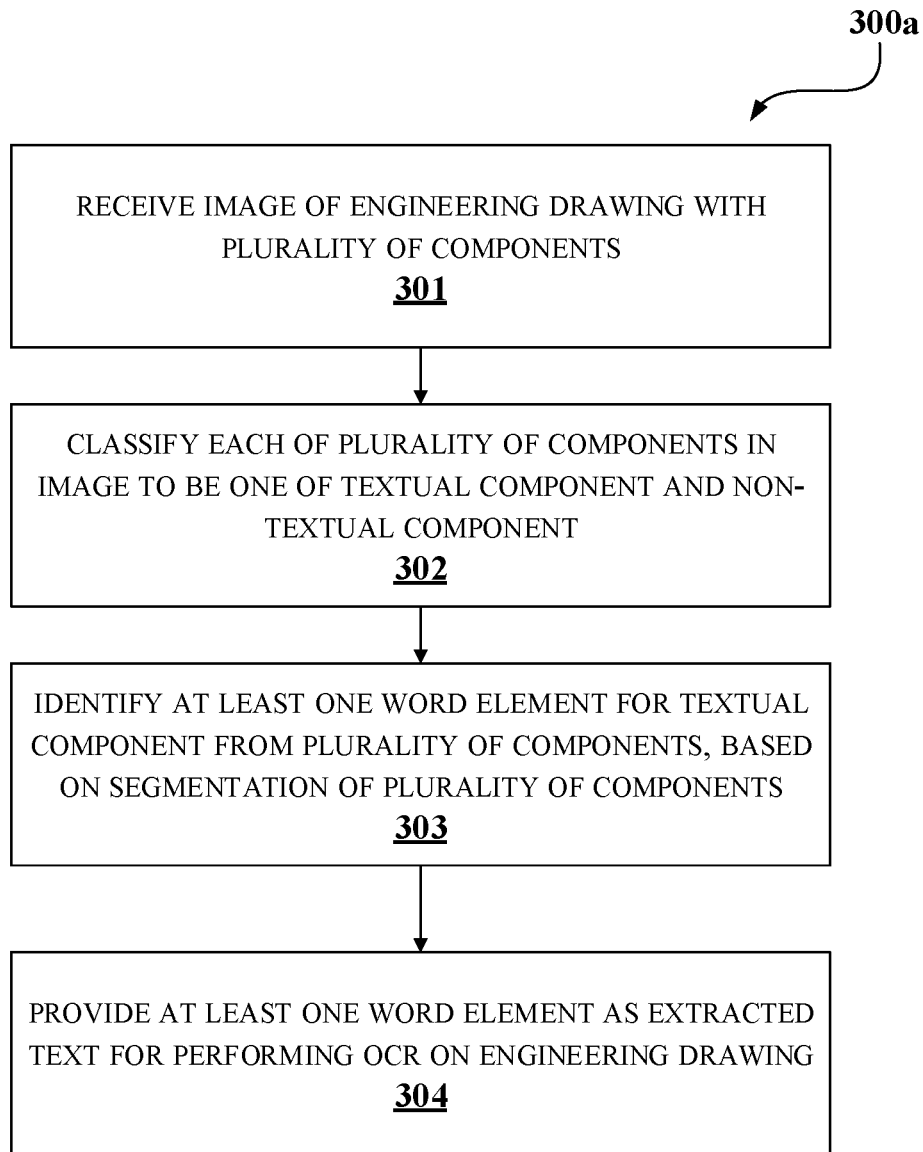 300a
RECEIVE IMAGE OF ENGINEERING DRAWING WITH
PLURALITY OF COMPONENTS
301
CLASSIFY EACH OF PLURALITY OF COMPONENTS IN
IMAGE TO BE ONE OF TEXTUAL COMPONENT AND NON-
TEXTUAL COMPONENT
302
IDENTIFY AT LEAST ONE WORD ELEMENT FOR TEXTUAL
COMPONENT FROM PLURALITY OF COMPONENTS, BASED
ON SEGMENTATION OF PLURALITY OF COMPONENTS
303
PROVIDE AT LEAST ONE WORD ELEMENT AS EXTRACTED
TEXT FOR PERFORMING OCR ON ENGINEERING DRAWING
304